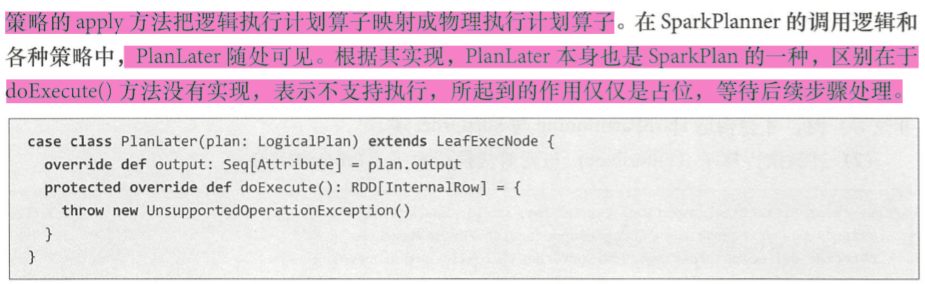 策略的 apply 方法把逻辑执行计划算子映射成物理执行计划算子。在 SparkPlanner 的调用逻辑和
各种策略中，PlanLater 随处可见。根据其实现，PlanLater 本身也是 SparkPlan 的一种，区别在于
doExecute() 方法没有实现，表示不支持执行，所起到的作用仅仅是占位，等待后续步骤处理。
case class PlanLater(plan: LogicalPlan) extends LeafExecNode {
override def output: Seq[Attribute] = plan.output
protected override def doExecute(): RDD[InternalRow] = {
throw new UnsupportedOperationException()
}
}